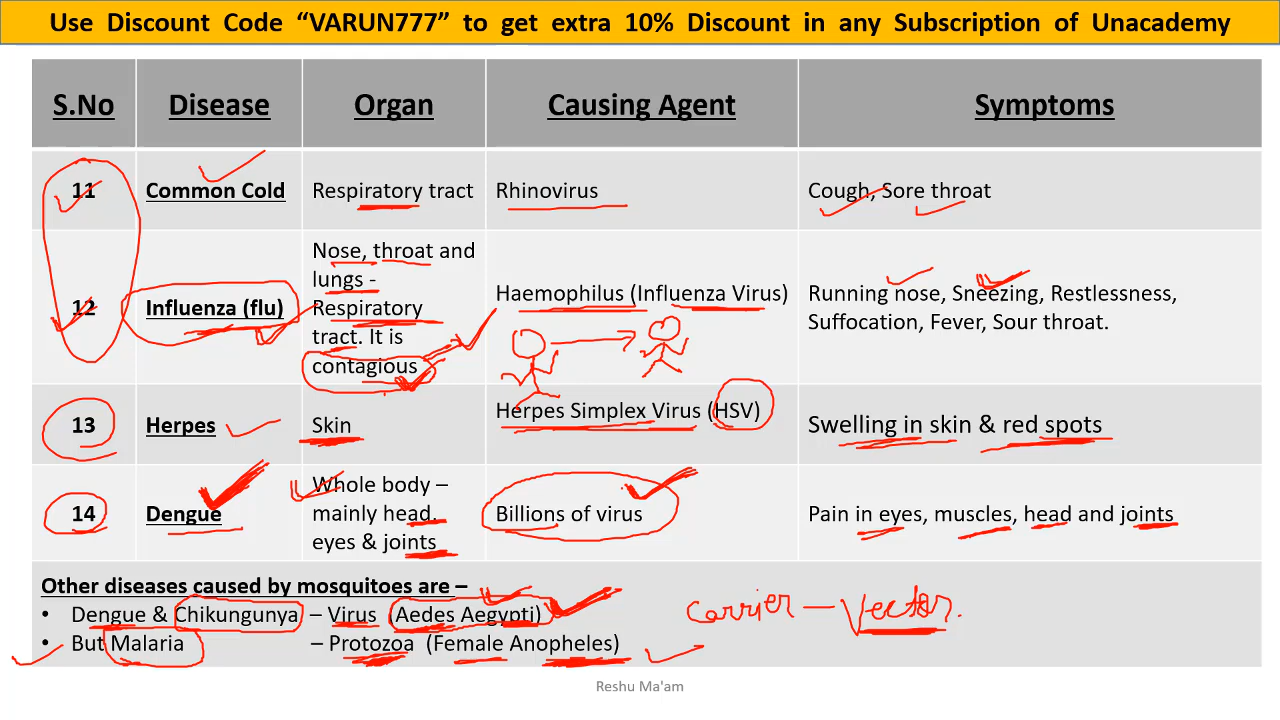 Use Discount Code “VARUN777” to get extra 10% Discount in any Subscription of Unacademy
S.No Disease Organ Causing Agent Symptoms
11 Common Cold Respiratory tract Rhinovirus Cough, Sore throat
12 Influenza (flu)
Nose, throat and
lungs -
Respiratory
tract. It is
contagious
Haemophilus (Influenza Virus)
Running nose, Sneezing, Restlessness,
Suffocation, Fever, Sour throat.
13 Herpes Skin Herpes Simplex Virus (HSV) Swelling in skin & red spots
14 Dengue
Whole body –
mainly head,
eyes & joints
Billions of virus
Pain in eyes, muscles, head and joints
Other diseases caused by mosquitoes are –
• Dengue & Chikungunya – Virus (Aedes Aegypti)
• But Malaria – Protozoa (Female Anopheles)
Carrier – Vector.
Reshu Ma'am